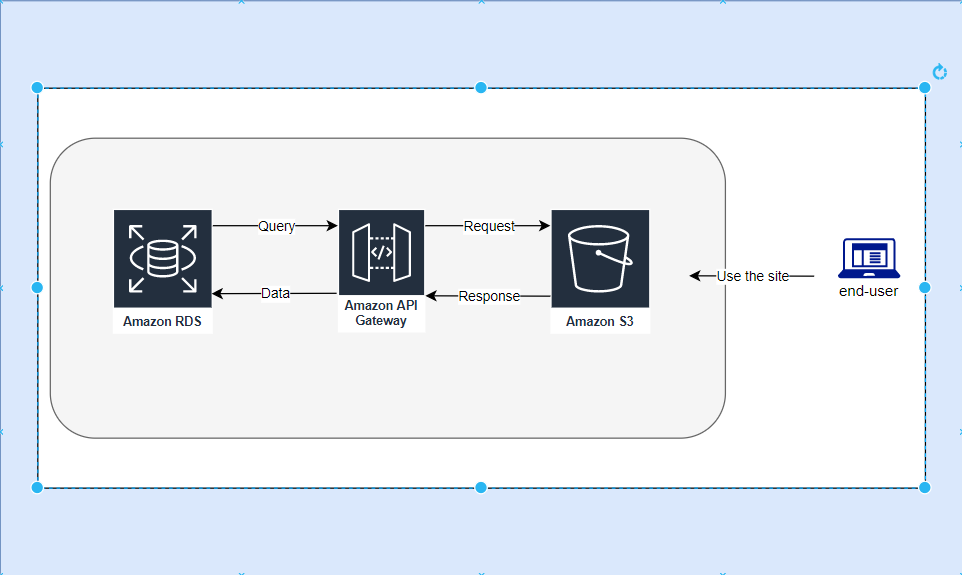 Query
Request
Use the site
end-user
Data
Response
Amazon RDS
Amazon API
Gateway
Amazon S3